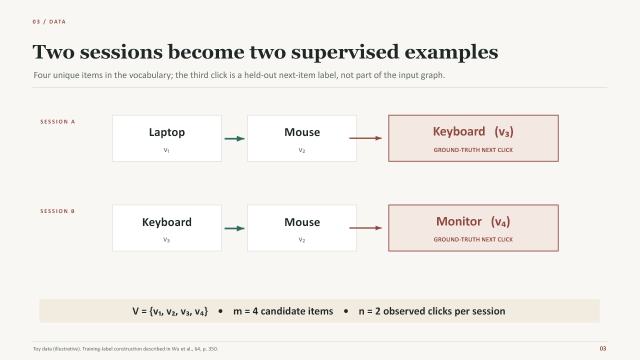 03 / DATA
Two sessions become two supervised examples
Four unique items in the vocabulary; the third click is a held-out next-item label, not part of the input graph.
SESSION A
Laptop
v₁
Mouse
v₂
Keyboard (v₃)
GROUND-TRUTH NEXT CLICK
SESSION B
Keyboard
v₃
Mouse
v₂
Monitor (v₄)
GROUND-TRUTH NEXT CLICK
V = {v₁, v₂, v₃, v₄} • m = 4 candidate items • n = 2 observed clicks per session
Toy data (illustrative). Training-label construction described in Wu et al., §4, p. 350.
03